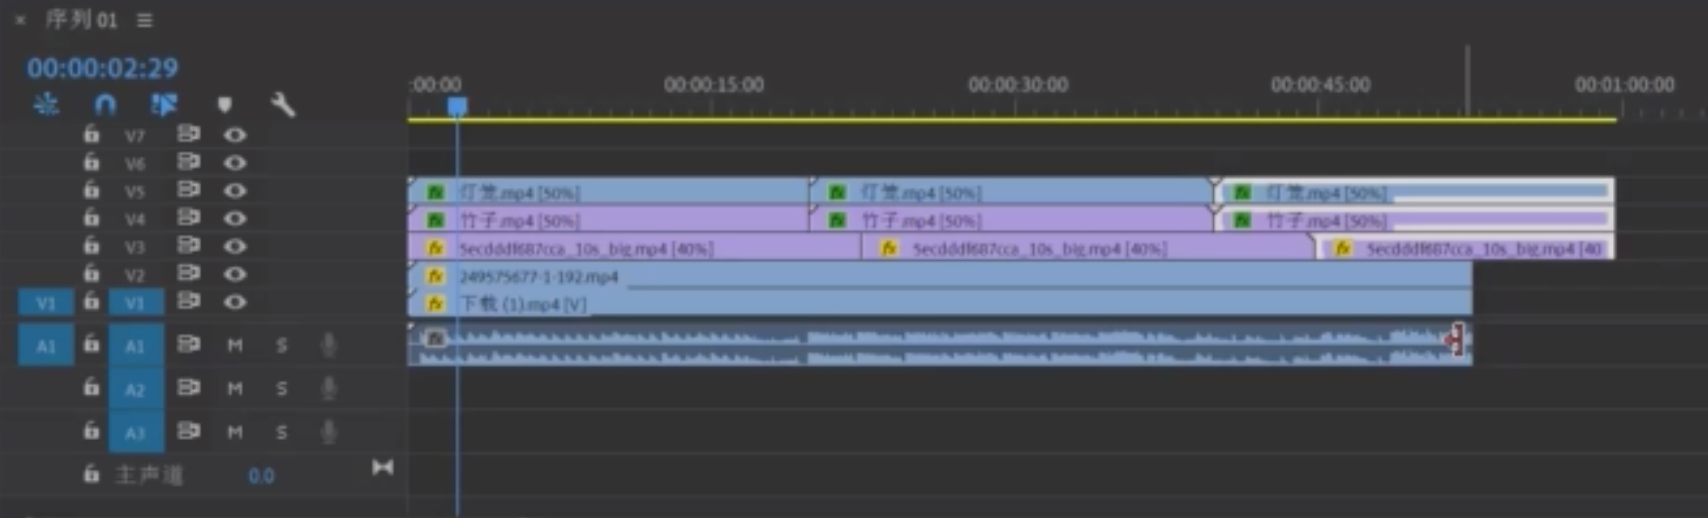 × 序列 01 ≡
00:00:02:29
:00:00 00:00:15:00 00:00:30:00 00:00:45:00 00:01:00:00
V7
V6
V5 fx 灯笼.mp4 [50%] fx 灯笼.mp4 [50%] fx 灯笼.mp4 [50%]
V4 fx 竹子.mp4 [50%] fx 竹子.mp4 [50%] fx 竹子.mp4 [50%]
V3 fx 5ecdddf687cca_10s_big.mp4 [40%] fx 5ecdddf687cca_10s_big.mp4 [40%] fx 5ecdddf687cca_10s_big.mp4 [40
V2 249575677-1-192.mp4
V1 V1 fx 下载 (1).mp4 [V]
A1 A1 M S fx
A2 M S
A3 M S
主声道 0.0